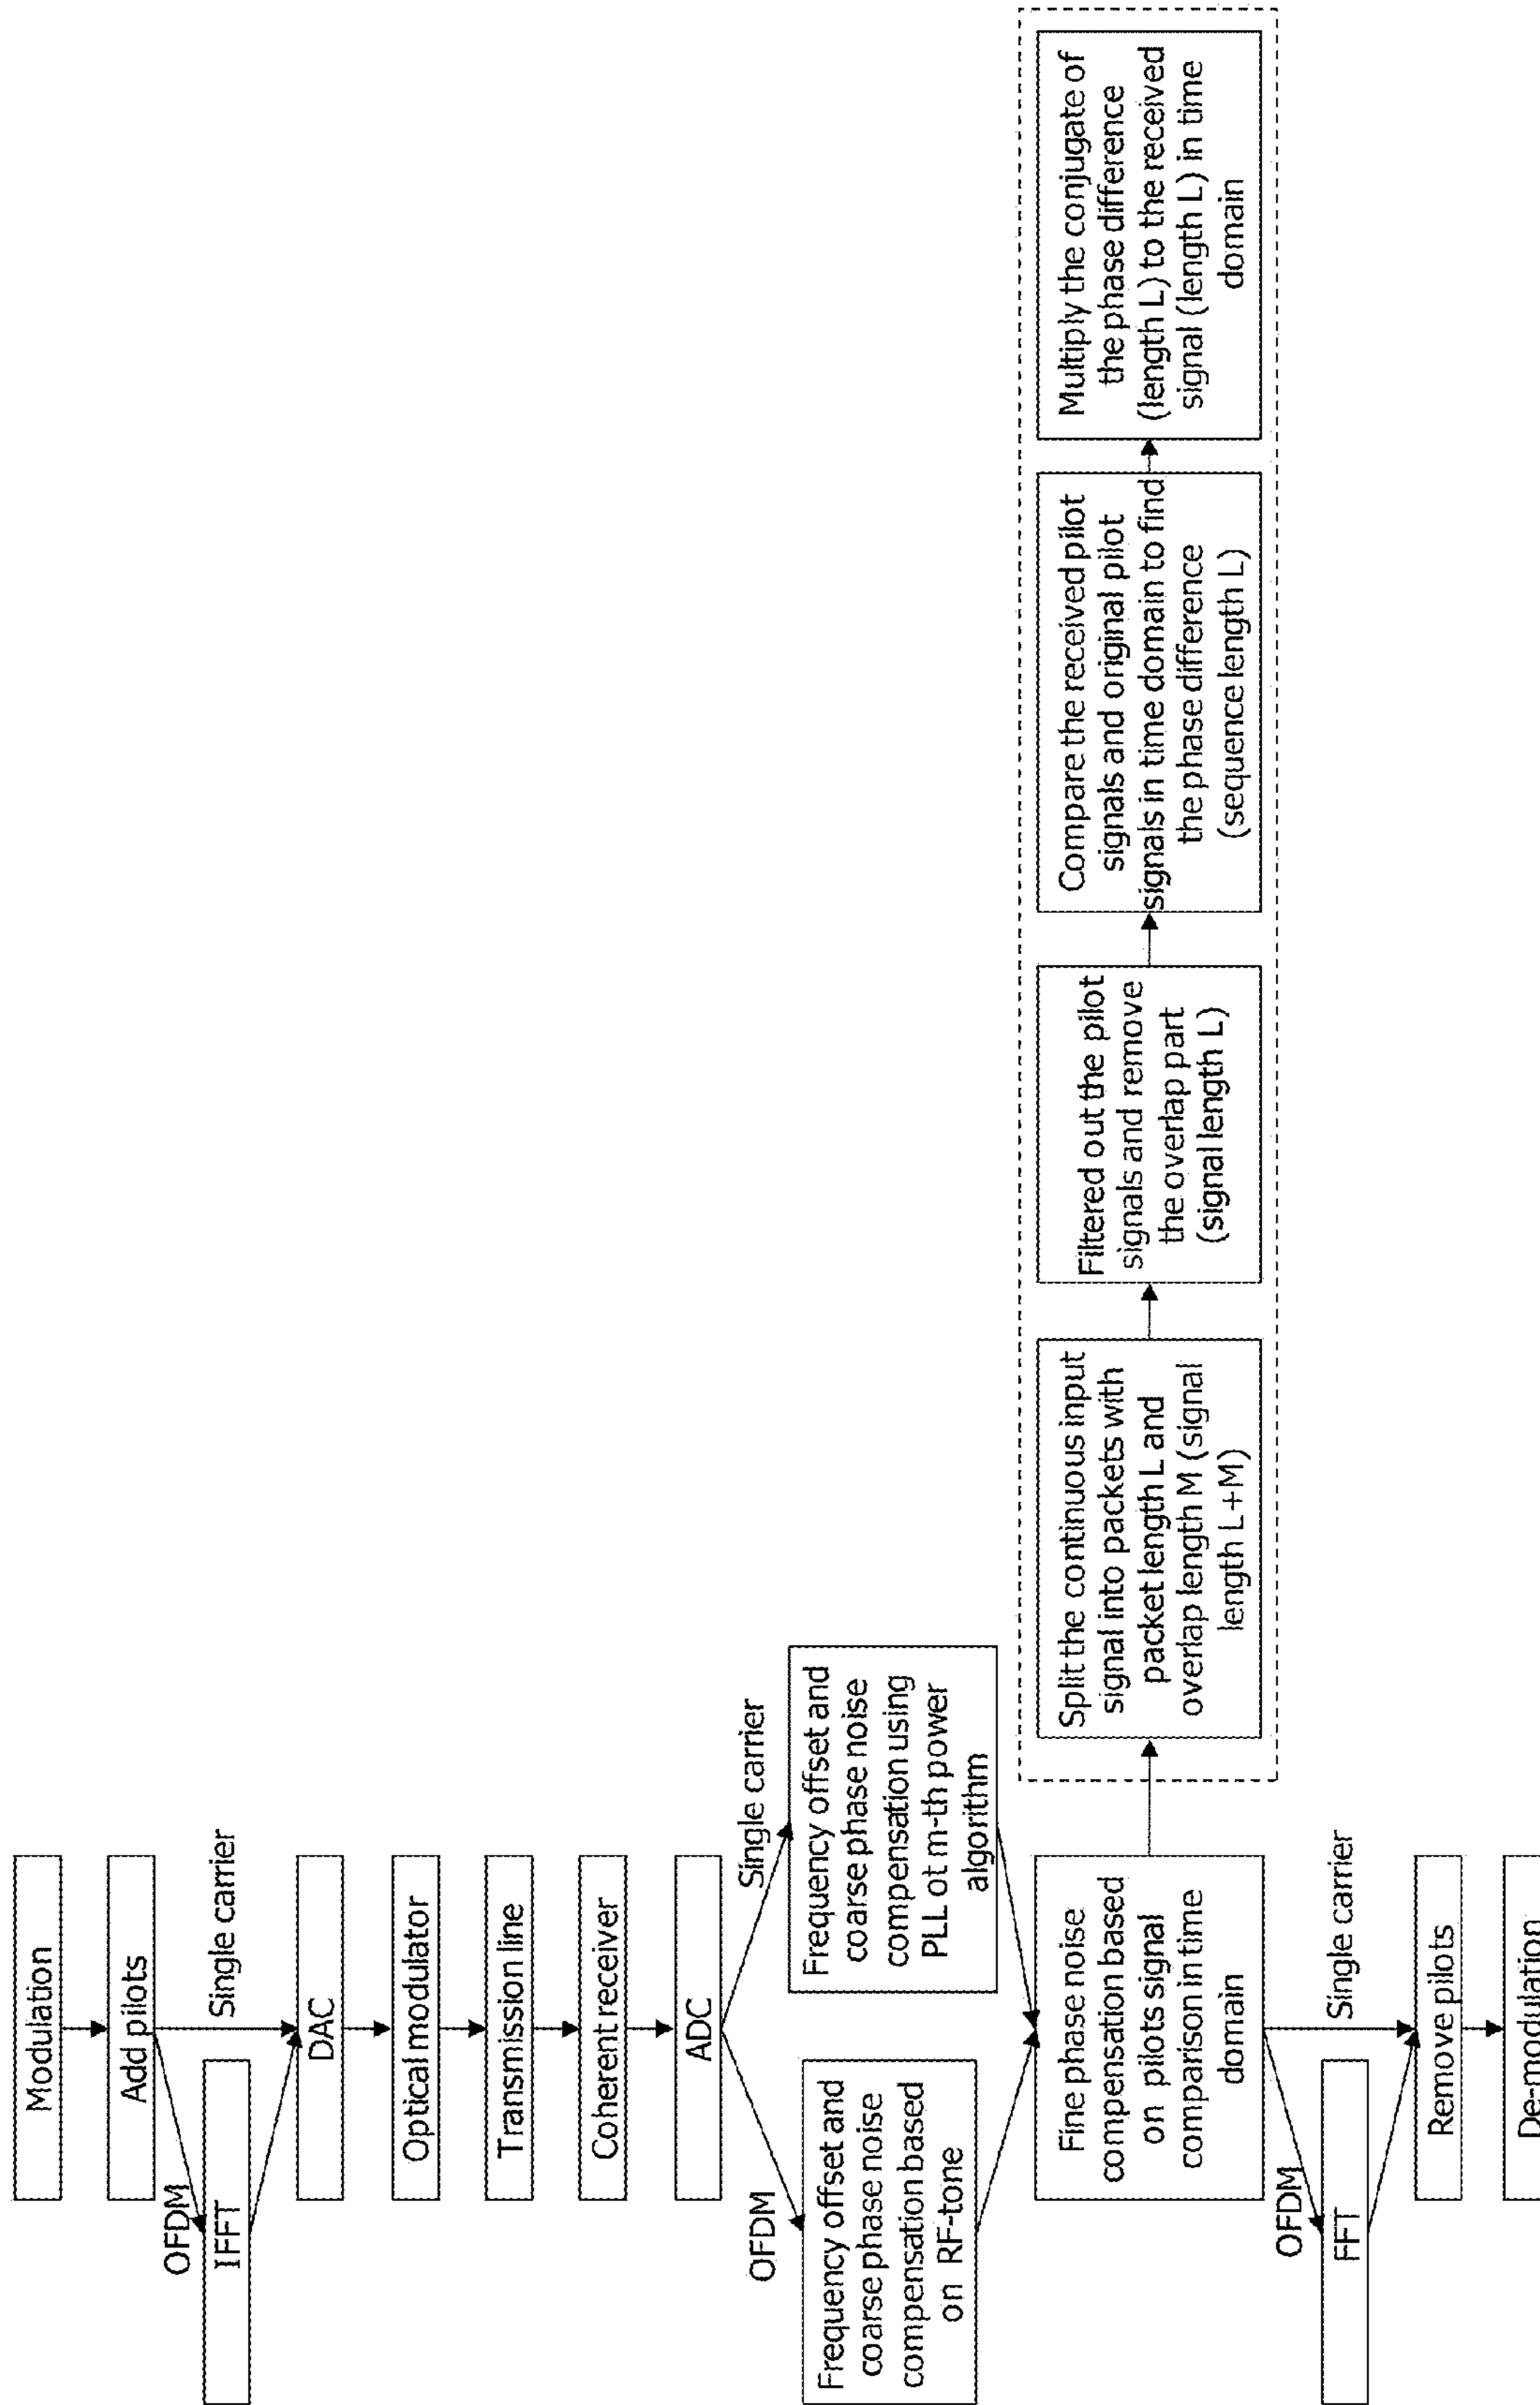 Modulation
Add pilots
OFDM
Single carrier
IFFT
DAC
Optical modulator
Transmission line
Coherent receiver
ADC
OFDM
Single carrier
Frequency offset and
coarse phase noise
compensation based
on RF-tone
Frequency offset and
coarse phase noise
compensation using
PLL ot m-th power
algorithm
Fine phase noise
compensation based
on pilots signal
comparison in time
domain
Split the continuous input
signal into packets with
packet length L and
overlap length M (signal
length L+M)
Filtered out the pilot
signals and remove
the overlap part
(signal length L)
Compare the received pilot
signals and original pilot
signals in time domain to find
the phase difference
(sequence length L)
Multiply the conjugate of
the phase difference
(length L) to the received
signal (length L) in time
domain
OFDM
Single carrier
FFT
Remove pilots
De-modulation